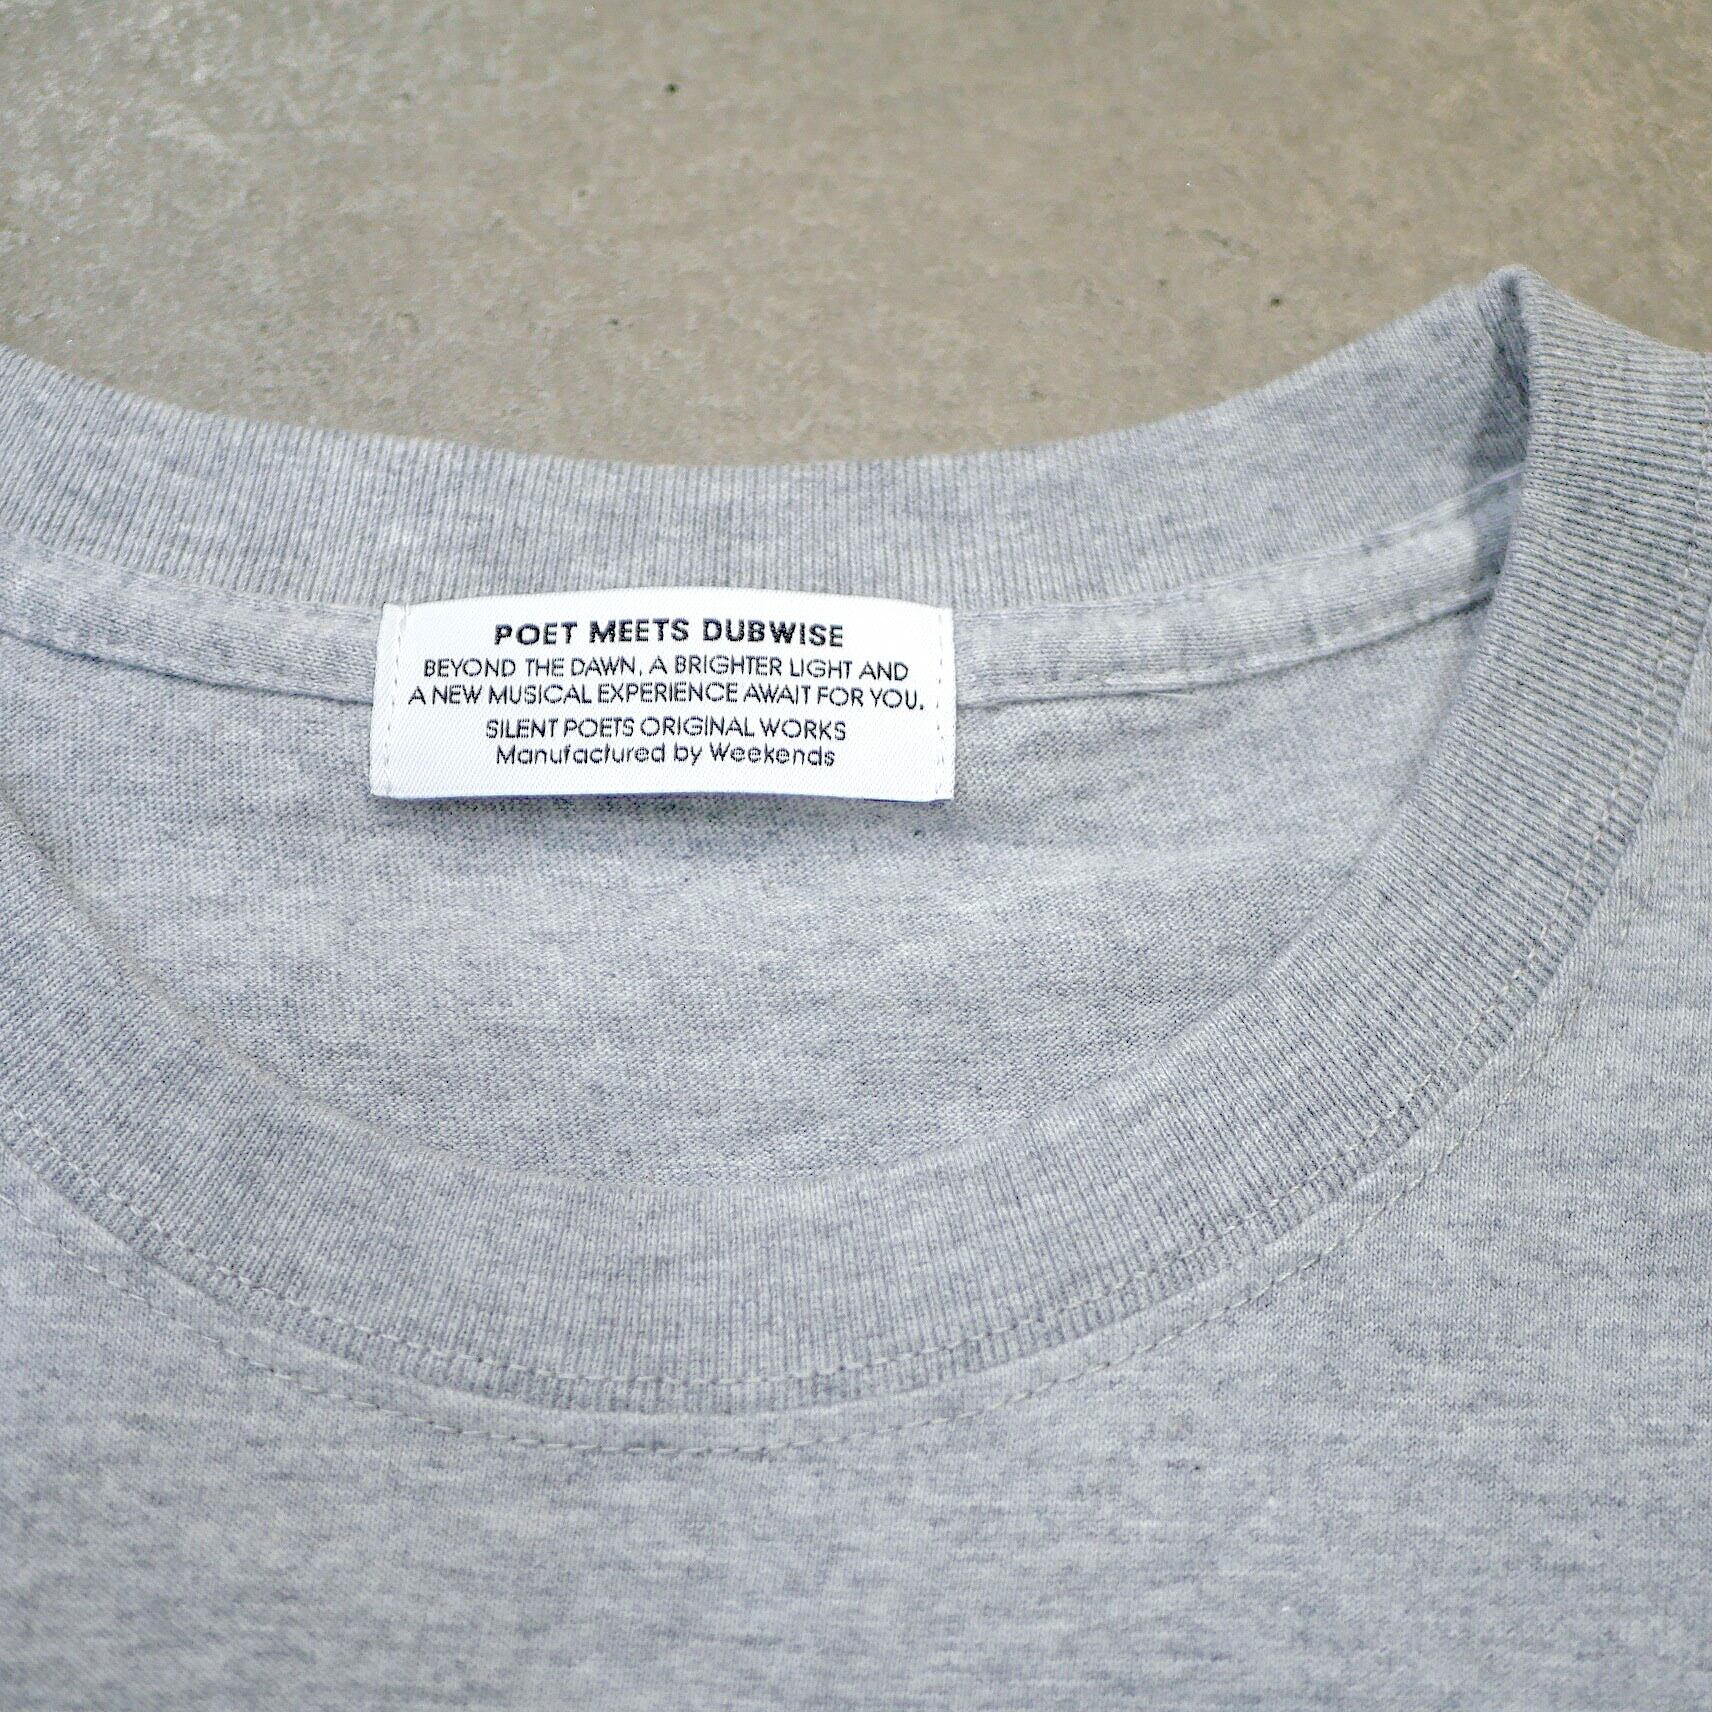 POET MEETS DUBWISE
BEYOND THE DAWN, A BRIGHTER LIGHT AND
A NEW MUSICAL EXPERIENCE AWAIT FOR YOU.
SILENT POETS ORIGINAL WORKS
Manufactured by Weekends